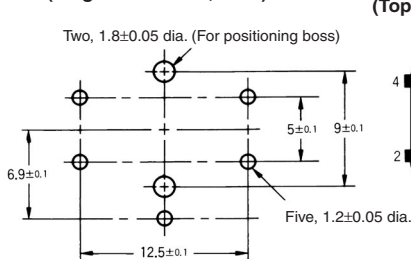 (Top
Two, 1.8±0.05 dia. (For positioning boss)
4
5±0.1
9±0.1
2
6.9±0.1
Five, 1.2±0.05 dia.
12.5±0.1